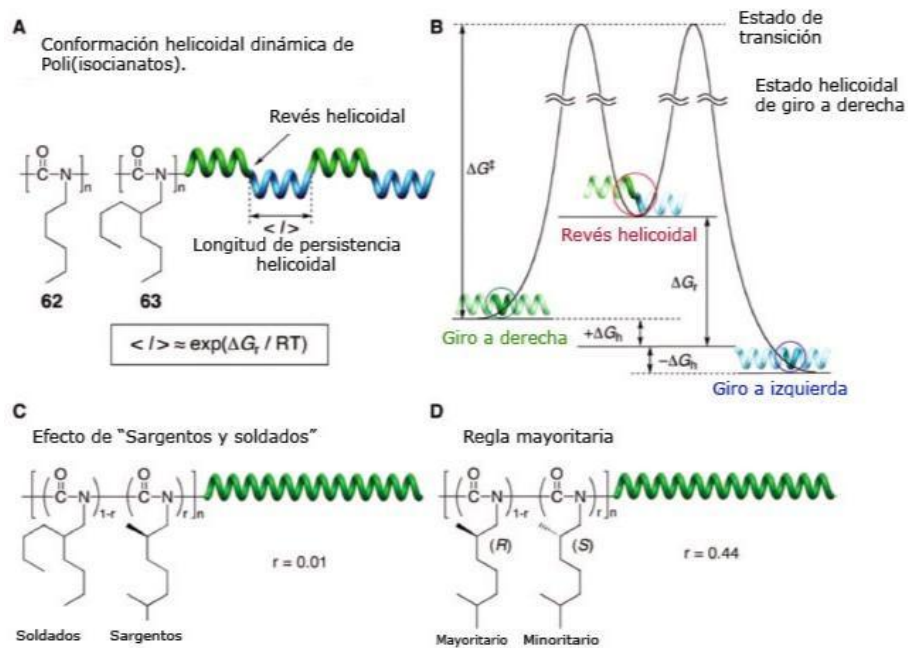 A
Conformación helicoidal dinámica de
Poli(isocianatos).
Revés helicoidal
O
C N
n
O
C N
n
< l >
Longitud de persistencia
helicoidal
62
63
< l > ≈ exp(ΔGr / RT)
B
Estado de
transición
Estado helicoidal
de giro a derecha
ΔG‡
Revés helicoidal
ΔGr
Giro a derecha
+ΔGh
−ΔGh
Giro a izquierda
C
Efecto de "Sargentos y soldados"
O
C N
1-r
O
C N
r
n
r = 0.01
Soldados
Sargentos
D
Regla mayoritaria
O
C N
1-r
O
C N
r
n
(R)
(S)
r = 0.44
Mayoritario
Minoritario